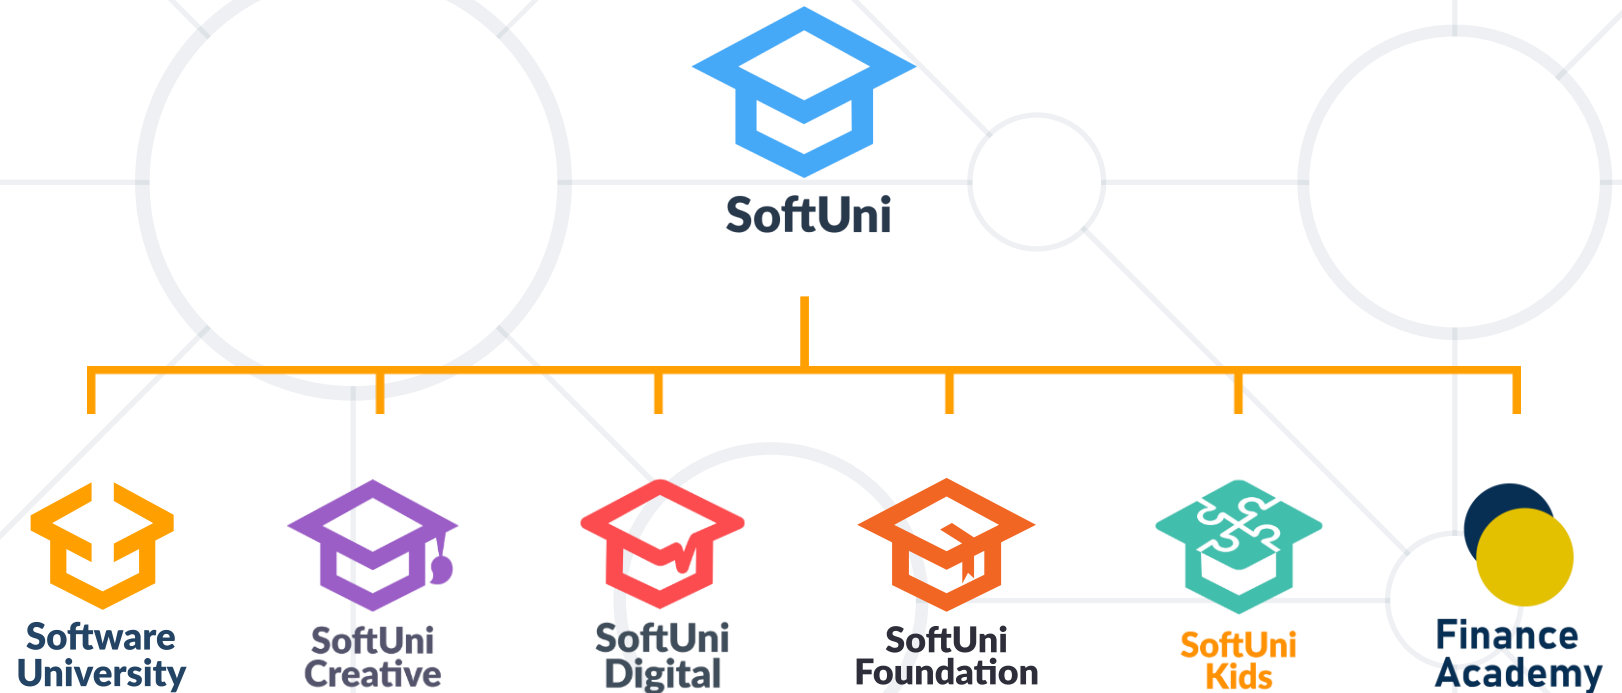 SoftUni
Software
University
SoftUni
Creative
SoftUni
Digital
SoftUni
Foundation
SoftUni
Kids
Finance
Academy